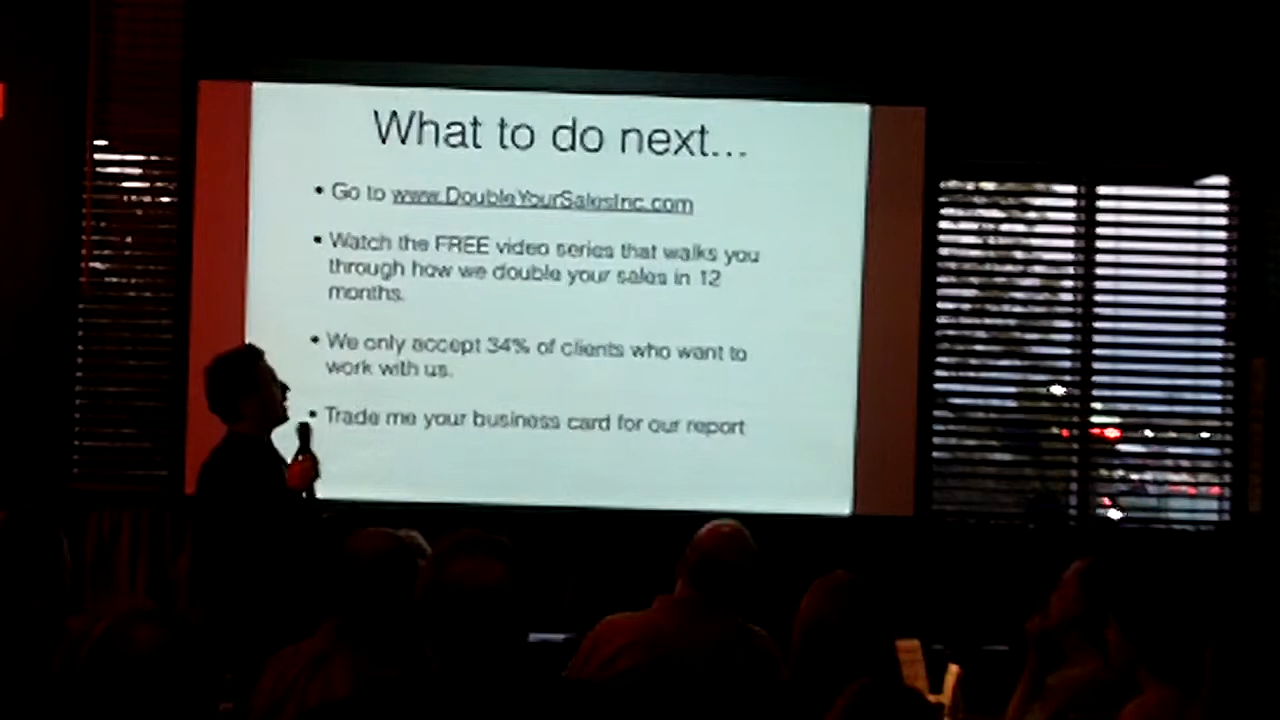 What to do next...
• Go to www.DoubleYourSalesInc.com
• Watch the FREE video series that walks you
through how we double your sales in 12
months.
• We only accept 34% of clients who want to
work with us.
• Trade me your business card for our report